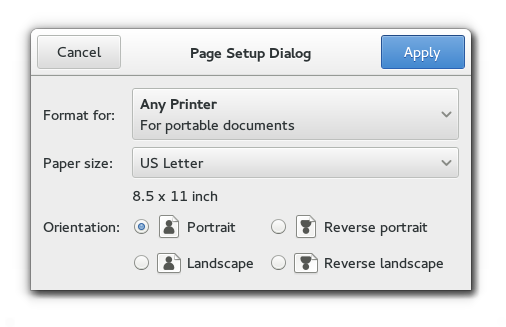 Cancel
Page Setup Dialog
Apply
Format for:
Any Printer
For portable documents
Paper size:
US Letter
8.5 x 11 inch
Orientation:
Portrait
Reverse portrait
Landscape
Reverse landscape